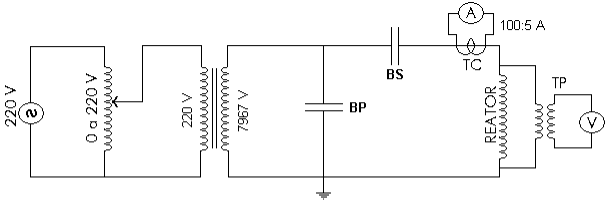 A
100:5 A
TC
BS
220 V
S
0 a 220 V
220 V
7967 V
BP
REATOR
TP
V